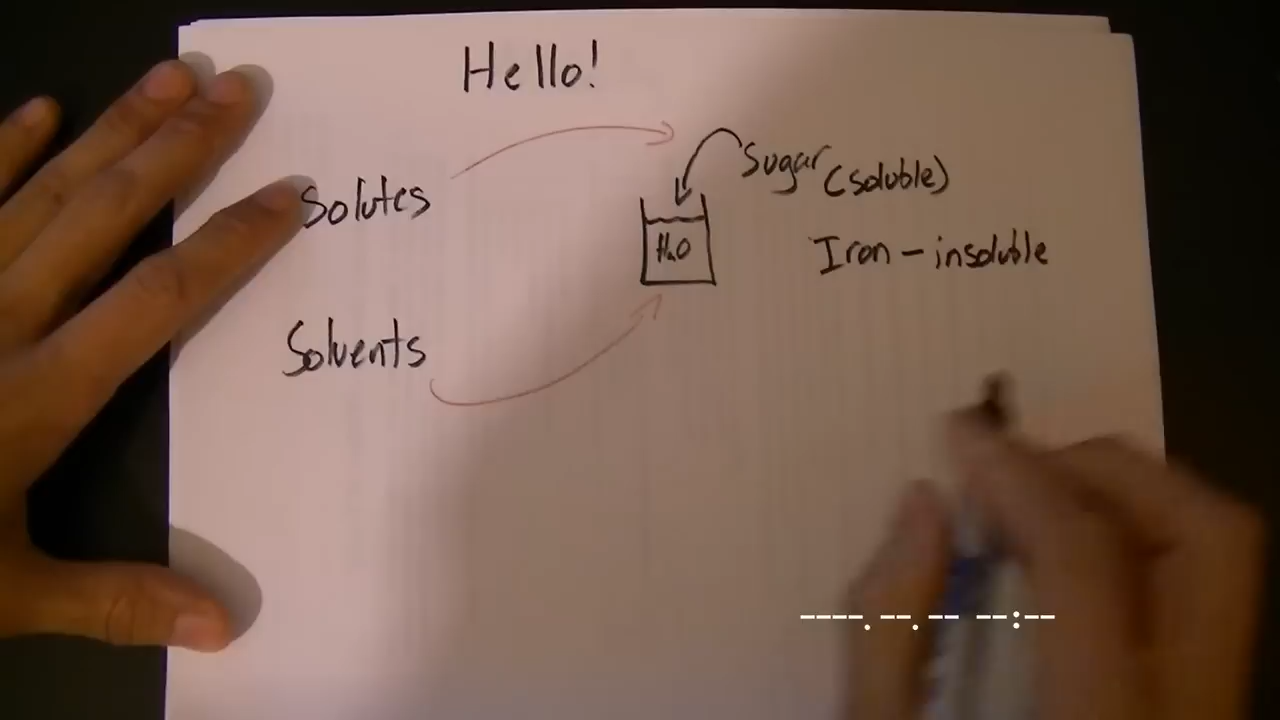 Hello!
Solutes
Sugar (soluble)
H2O
Iron - insoluble
Solvents
----. --. -- --:--